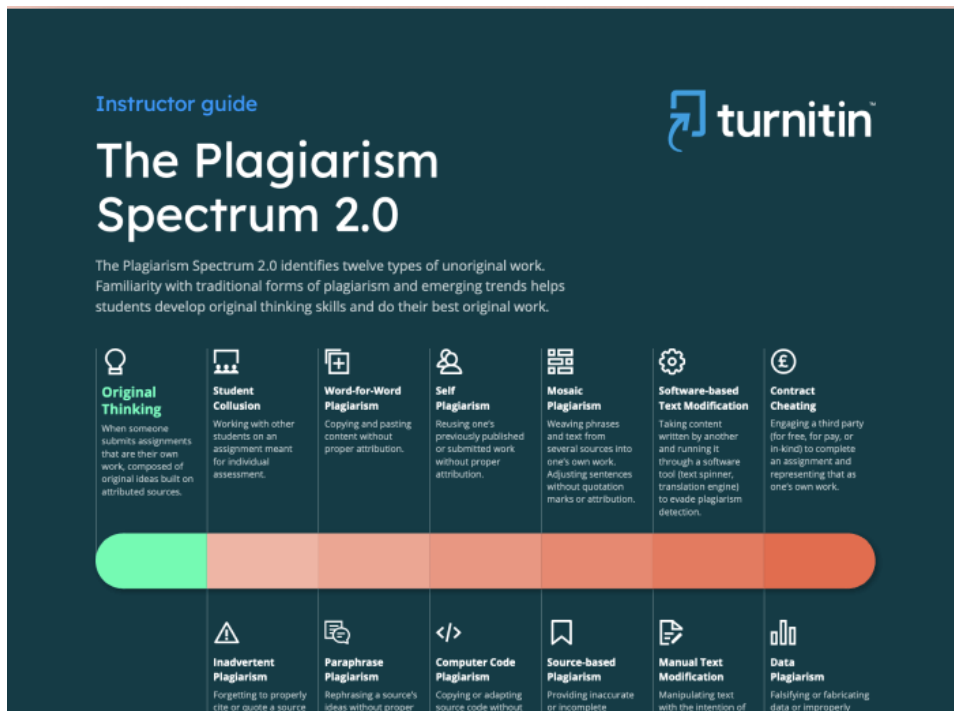 Instructor guide
turnitin™
The Plagiarism
Spectrum 2.0
The Plagiarism Spectrum 2.0 identifies twelve types of unoriginal work.
Familiarity with traditional forms of plagiarism and emerging trends helps
students develop original thinking skills and do their best original work.
Original
Thinking
When someone
submits assignments
that are their own
work, composed of
original ideas built on
attributed sources.
Student
Collusion
Working with other
students on an
assignment meant
for individual
assessment.
Word-for-Word
Plagiarism
Copying and pasting
content without
proper attribution.
Self
Plagiarism
Reusing one's
previously published
or submitted work
without proper
attribution.
Mosaic
Plagiarism
Weaving phrases
and text from
several sources into
one's own work.
Adjusting sentences
without quotation
marks or attribution.
Software-based
Text Modification
Taking content
written by another
and running it
through a software
tool (text spinner,
translation engine)
to evade plagiarism
detection.
£
Contract
Cheating
Engaging a third party
(for free, for pay, or
in-kind) to complete
an assignment and
representing that as
one's own work.
Inadvertent
Plagiarism
Forgetting to properly
cite or quote a source
Paraphrase
Plagiarism
Rephrasing a source's
ideas without proper
</>
Computer Code
Plagiarism
Copying or adapting
source code without
Source-based
Plagiarism
Providing inaccurate
or incomplete
Manual Text
Modification
Manipulating text
with the intention of
Data
Plagiarism
Falsifying or fabricating
data or improperly